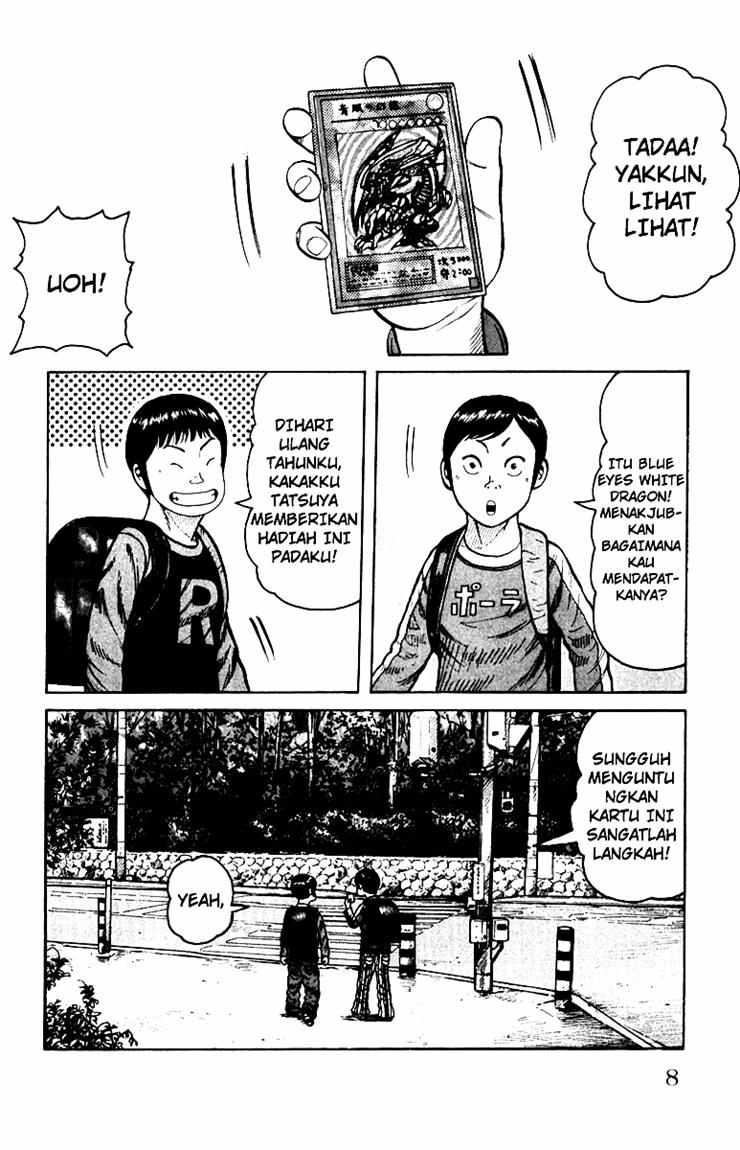 TADAA!
YAKKUN,
LIHAT
LIHAT!
UOH!
ITU BLUE
EYES WHITE
DRAGON!
MENAKJUB-
KAN
BAGAIMANA
KAU
MENDAPAT-
KANYA?
ポーラ
DIHARI
ULANG
TAHUNKU,
KAKAKKU
TATSUYA
MEMBERIKAN
HADIAH INI
PADAKU!
R
SUNGGUH
MENGUNTU
NGKAN
KARTU INI
SANGATLAH
LANGKAH!
YEAH,
8